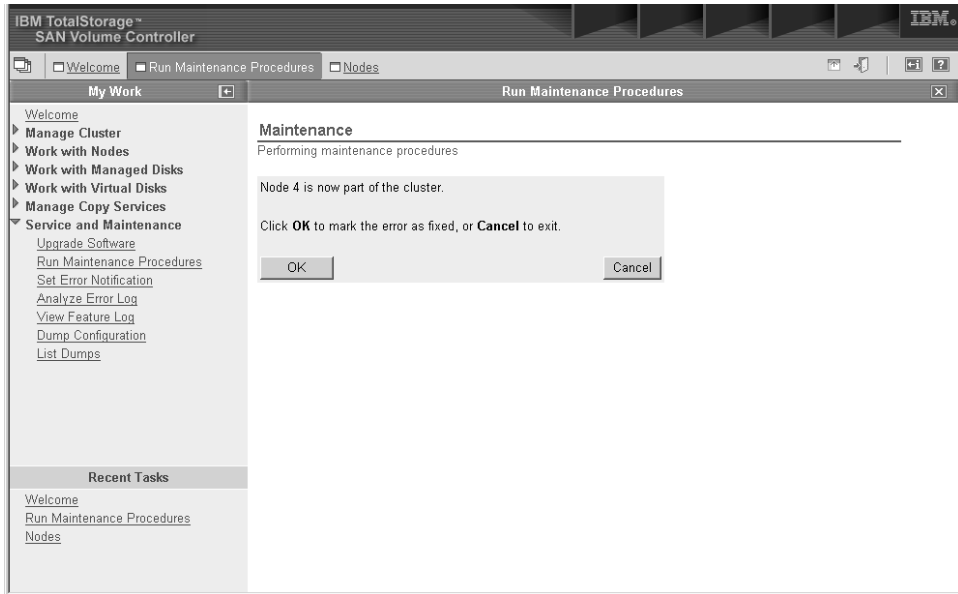 IBM TotalStorage™
SAN Volume Controller
IBM®
Welcome
Run Maintenance Procedures
Nodes
?
My Work
Run Maintenance Procedures
Welcome
Manage Cluster
Work with Nodes
Work with Managed Disks
Work with Virtual Disks
Manage Copy Services
Service and Maintenance
Upgrade Software
Run Maintenance Procedures
Set Error Notification
Analyze Error Log
View Feature Log
Dump Configuration
List Dumps
Recent Tasks
Welcome
Run Maintenance Procedures
Nodes
Maintenance
Performing maintenance procedures
Node 4 is now part of the cluster.
Click OK to mark the error as fixed, or Cancel to exit.
OK
Cancel